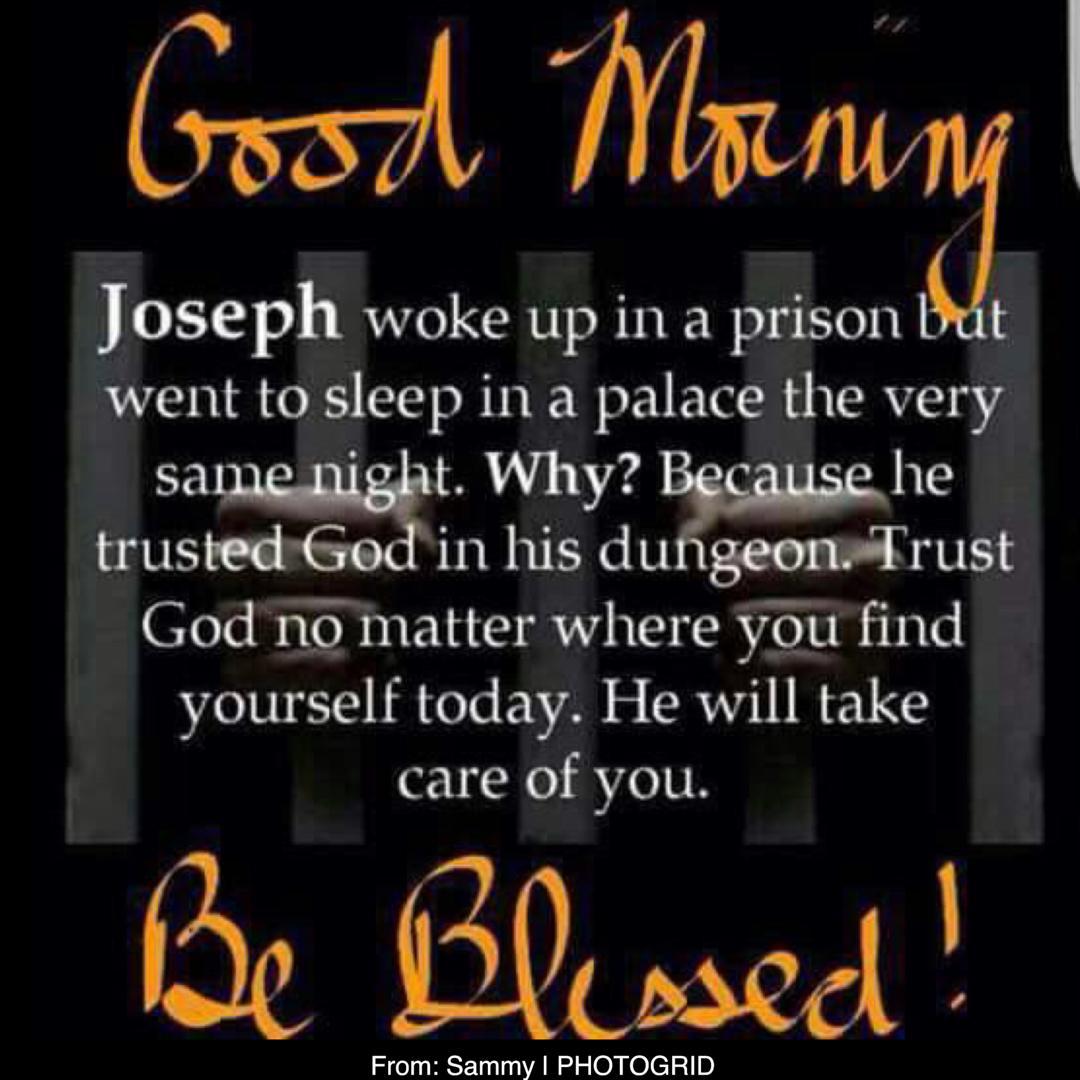 Good Morning
Joseph woke up in a prison but
went to sleep in a palace the very
same night. Why? Because he
trusted God in his dungeon. Trust
God no matter where you find
yourself today. He will take
care of you.
Be Blessed!
From: Sammy | PHOTOGRID